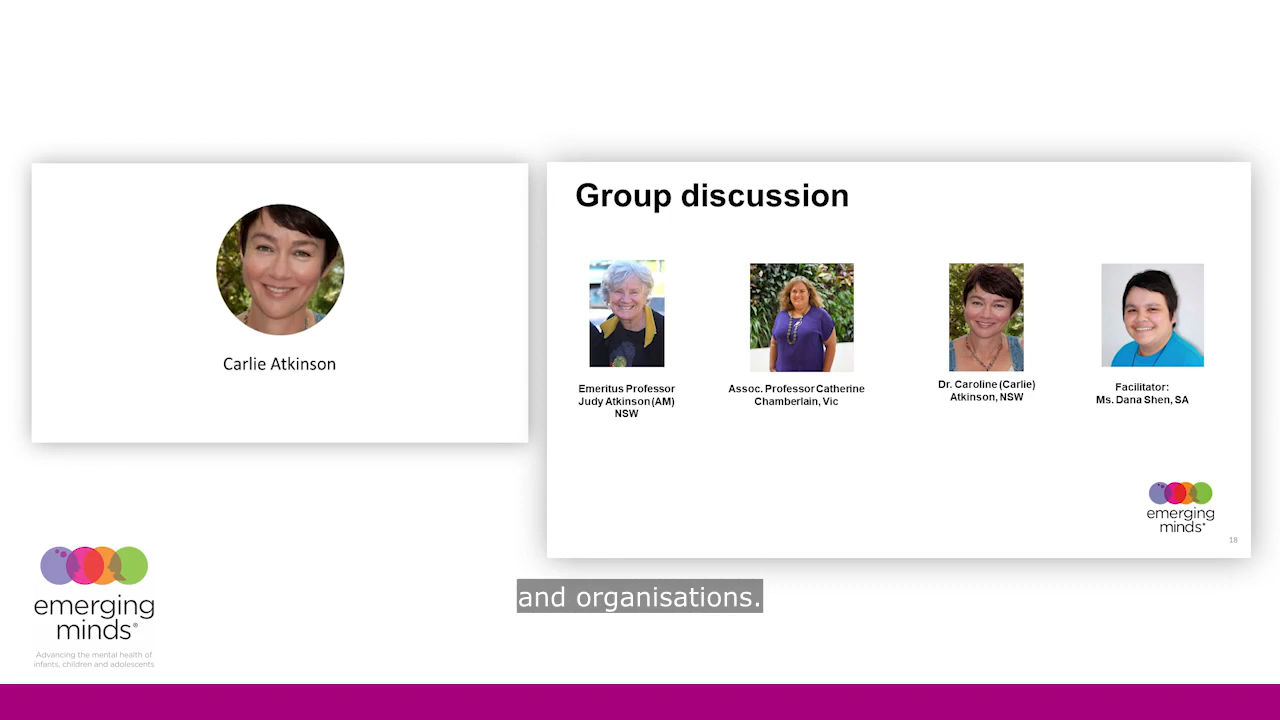 Carlie Atkinson
Group discussion
Emeritus Professor
Judy Atkinson (AM)
NSW
Assoc. Professor Catherine
Chamberlain, Vic
Dr. Caroline (Carlie)
Atkinson, NSW
Facilitator:
Ms. Dana Shen, SA
emerging
minds®
18
and organisations.
emerging
minds®
Advancing the mental health of
infants, children and adolescents